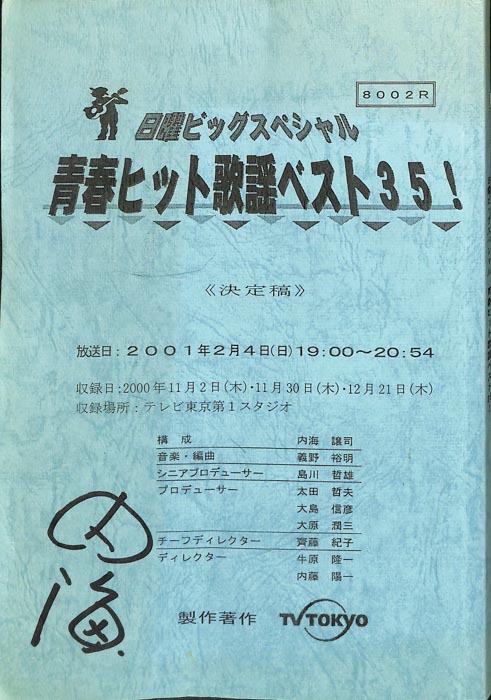 8002R
日曜ビッグスペシャル
青春ヒット歌謡ベスト35!
《決定稿》
放送日：2001年2月4日(日)19:00～20:54
収録日:2000年11月2日(木)・11月30日(木)・12月21日(木)
収録場所：テレビ東京第1スタジオ
構成 内海 譲司
音楽・編曲 義野 裕明
シニアプロデューサー 島川 哲雄
プロデューサー 太田 哲夫
大島 信彦
大原 潤三
チーフディレクター 齊藤 紀子
ディレクター 牛原 隆一
内藤 陽一
内海
製作著作 TV TOKYO